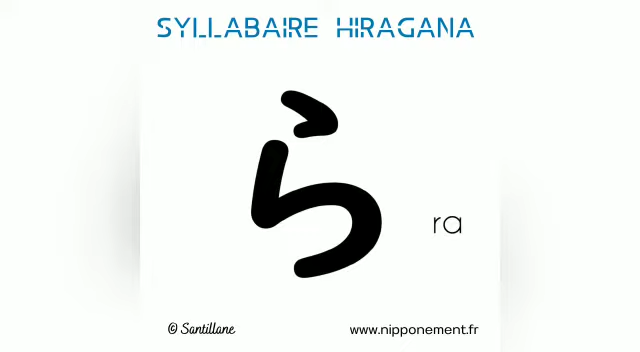 SYLLABAIRE HIRAGANA
ら
ra
© Santillane
www.nipponement.fr